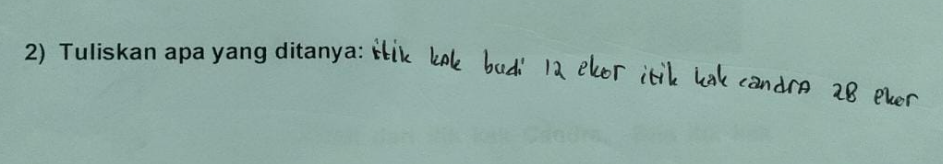 2) Tuliskan apa yang ditanya: itik kak budi 12 ekor itik kak candra 28 ekor